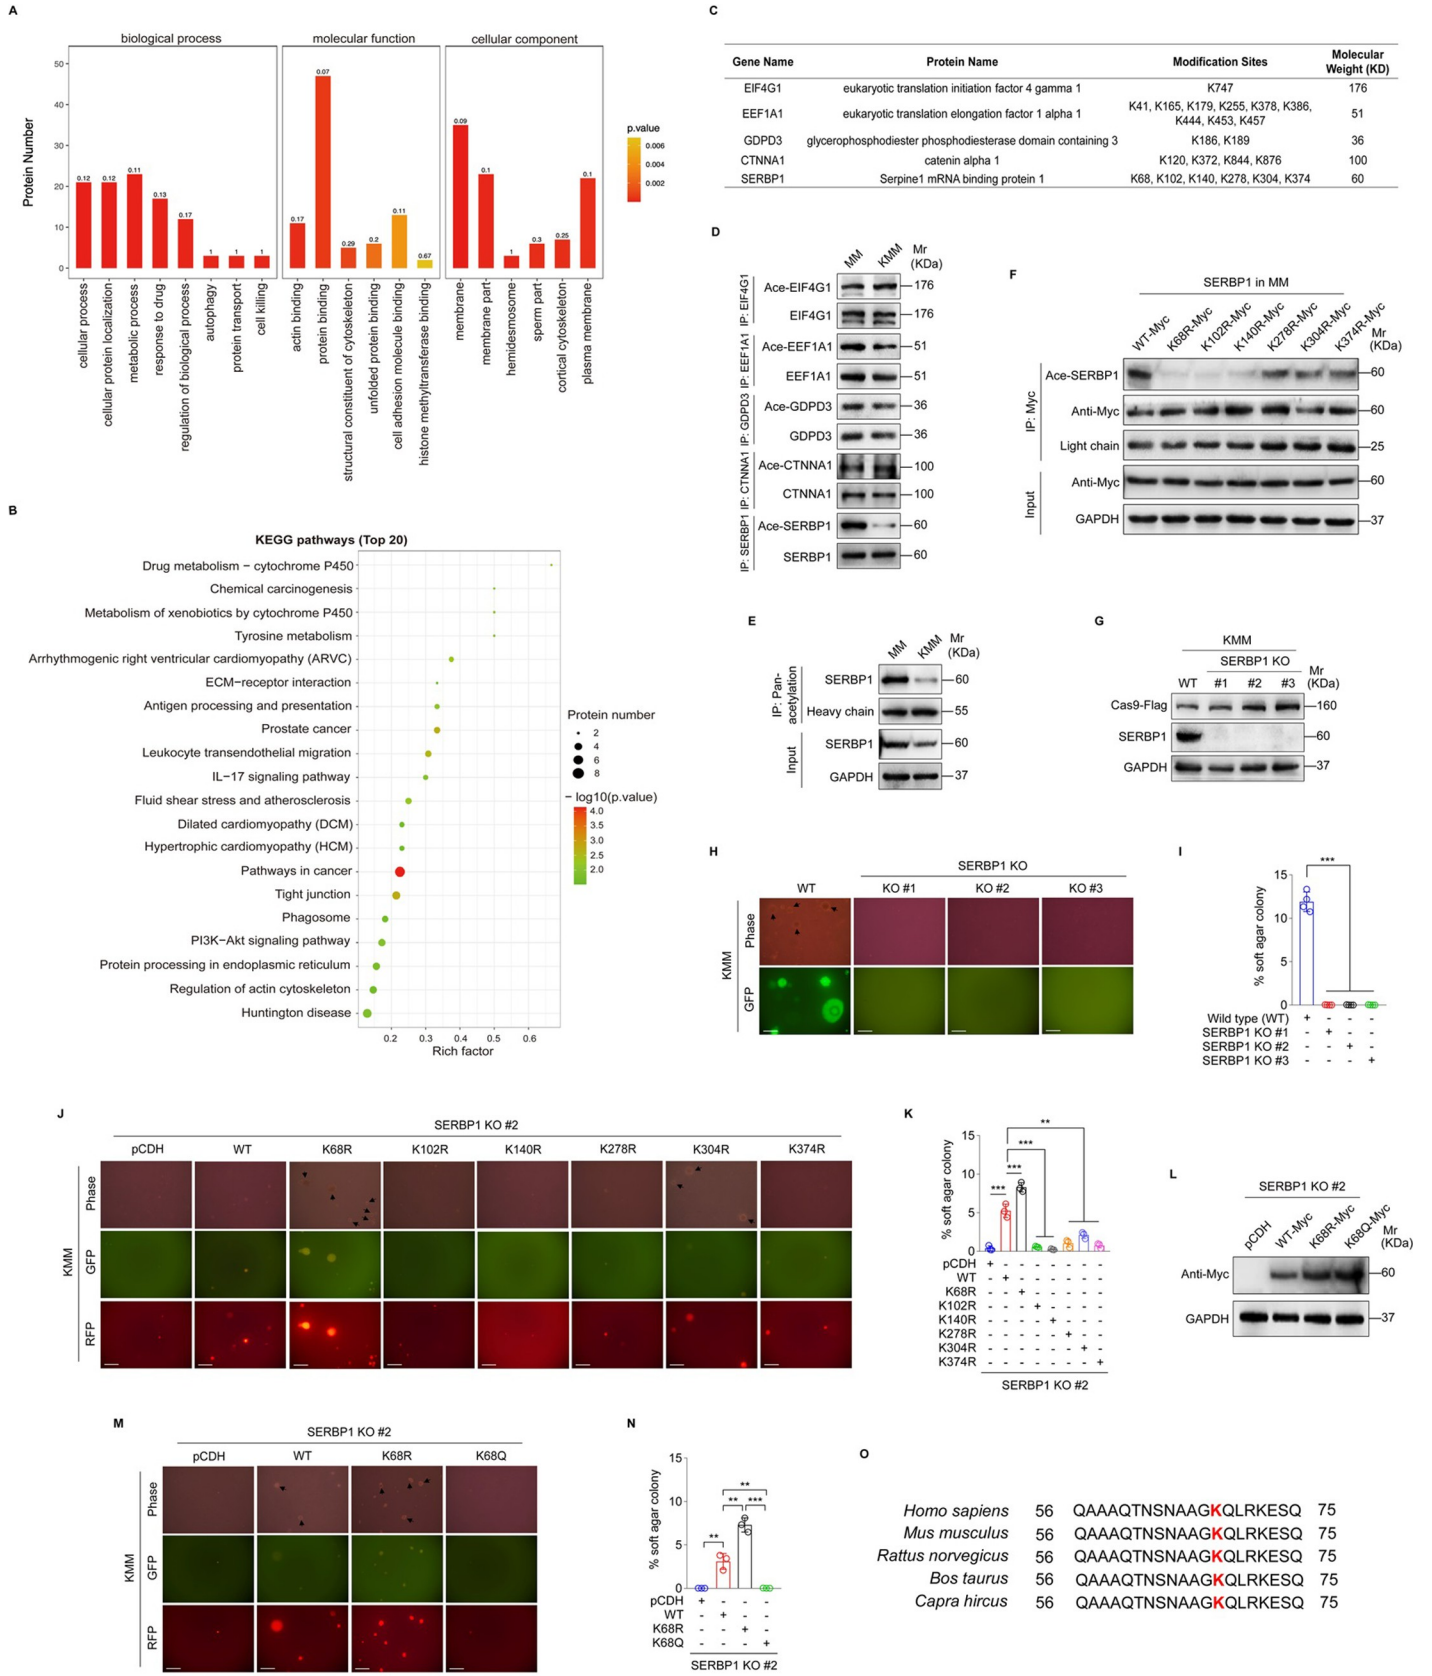 A
biological process
molecular function
cellular component
Protein Number
50
40
30
20
10
0
0.12
0.12
0.11
0.13
0.17
1
1
1
0.17
0.07
0.29
0.2
0.11
0.67
0.09
0.1
1
0.3
0.25
0.1
cellular process
cellular protein localization
metabolic process
response to drug
regulation of biological process
autophagy
protein transport
cell killing
actin binding
protein binding
structural constituent of cytoskeleton
unfolded protein binding
cell adhesion molecule binding
histone methyltransferase binding
membrane
membrane part
hemidesmosome
sperm part
cortical cytoskeleton
plasma membrane
p.value
0.006
0.004
0.002
B
KEGG pathways (Top 20)
Drug metabolism − cytochrome P450
Chemical carcinogenesis
Metabolism of xenobiotics by cytochrome P450
Tyrosine metabolism
Arrhythmogenic right ventricular cardiomyopathy (ARVC)
ECM−receptor interaction
Antigen processing and presentation
Prostate cancer
Leukocyte transendothelial migration
IL−17 signaling pathway
Fluid shear stress and atherosclerosis
Dilated cardiomyopathy (DCM)
Hypertrophic cardiomyopathy (HCM)
Pathways in cancer
Tight junction
Phagosome
PI3K−Akt signaling pathway
Protein processing in endoplasmic reticulum
Regulation of actin cytoskeleton
Huntington disease
0.2 0.3 0.4 0.5 0.6
Rich factor
Protein number
2
4
6
8
− log10(p.value)
4.0
3.5
3.0
2.5
2.0
C
Gene Name Protein Name Modification Sites Molecular Weight (KD)
EIF4G1 eukaryotic translation initiation factor 4 gamma 1 K747 176
EEF1A1 eukaryotic translation elongation factor 1 alpha 1 K41, K165, K179, K255, K378, K386, 51
K444, K453, K457
GDPD3 glycerophosphodiester phosphodiesterase domain containing 3 K186, K189 36
CTNNA1 catenin alpha 1 K120, K372, K844, K876 100
SERBP1 Serpine1 mRNA binding protein 1 K68, K102, K140, K278, K304, K374 60
D
MM KMM Mr
(KDa)
IP: EIF4G1
Ace-EIF4G1 176
EIF4G1 176
IP: EEF1A1
Ace-EEF1A1 51
EEF1A1 51
IP: GDPD3
Ace-GDPD3 36
GDPD3 36
IP: CTNNA1
Ace-CTNNA1 100
CTNNA1 100
IP: SERBP1
Ace-SERBP1 60
SERBP1 60
E
MM KMM Mr
(KDa)
IP: Pan-
acetylation
SERBP1 60
Heavy chain 55
Input
SERBP1 60
GAPDH 37
F
SERBP1 in MM
WT-Myc K68R-Myc K102R-Myc K140R-Myc K278R-Myc K304R-Myc K374R-Myc Mr
(KDa)
IP: Myc
Ace-SERBP1 60
Anti-Myc 60
Light chain 25
Input
Anti-Myc 60
GAPDH 37
G
KMM
SERBP1 KO
WT #1 #2 #3 Mr
(KDa)
Cas9-Flag 160
SERBP1 60
GAPDH 37
H
SERBP1 KO
WT KO #1 KO #2 KO #3
KMM
Phase
GFP
I
% soft agar colony
15
10
5
0
***
Wild type (WT) + - - -
SERBP1 KO #1 - + - -
SERBP1 KO #2 - - + -
SERBP1 KO #3 - - - +
J
SERBP1 KO #2
pCDH WT K68R K102R K140R K278R K304R K374R
KMM
Phase
GFP
RFP
K
% soft agar colony
15
10
5
0
**
***
***
***
pCDH + - - - - - - -
WT - + - - - - - -
K68R - - + - - - - -
K102R - - - + - - - -
K140R - - - - + - - -
K278R - - - - - + - -
K304R - - - - - - + -
K374R - - - - - - - +
SERBP1 KO #2
L
SERBP1 KO #2
pCDH WT-Myc K68R-Myc K68Q-Myc Mr
(KDa)
Anti-Myc 60
GAPDH 37
M
SERBP1 KO #2
pCDH WT K68R K68Q
KMM
Phase
GFP
RFP
N
% soft agar colony
15
10
5
0
**
** ***
**
pCDH + - - -
WT - + - -
K68R - - + -
K68Q - - - +
SERBP1 KO #2
O
Homo sapiens 56 QAAAQTNSNAAGKQLRKESQ 75
Mus musculus 56 QAAAQTNSNAAGKQLRKESQ 75
Rattus norvegicus 56 QAAAQTNSNAAGKQLRKESQ 75
Bos taurus 56 QAAAQTNSNAAGKQLRKESQ 75
Capra hircus 56 QAAAQTNSNAAGKQLRKESQ 75